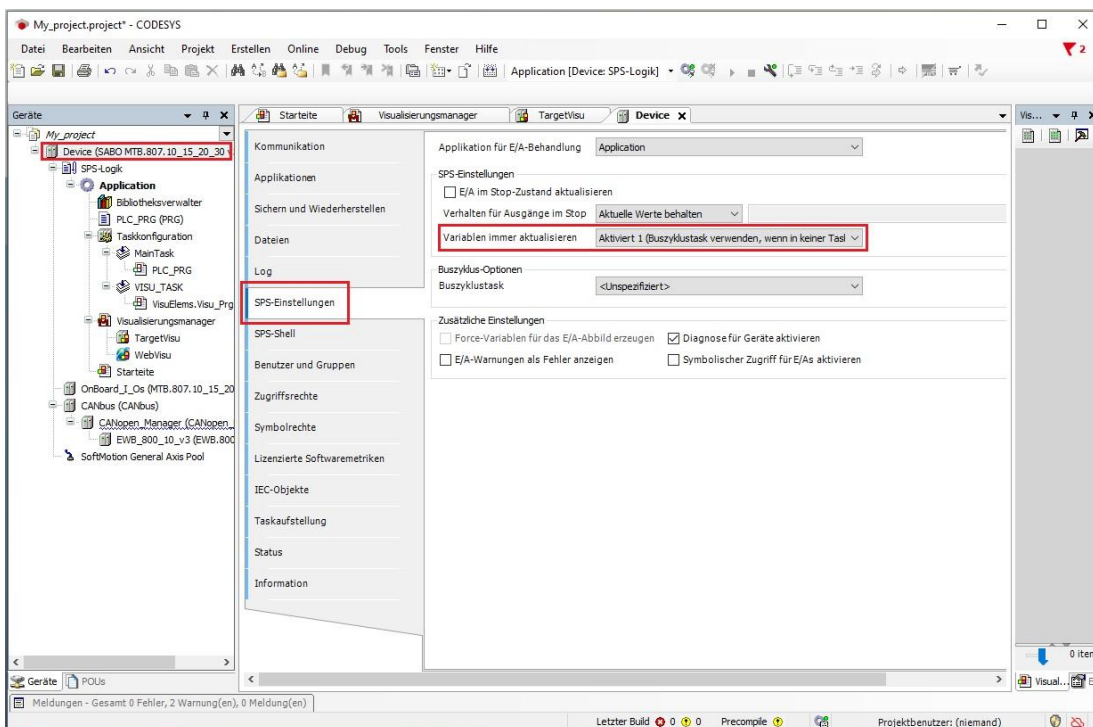 My_project.project* - CODESYS
Datei Bearbeiten Ansicht Projekt Erstellen Online Debug Tools Fenster Hilfe
2
Application [Device: SPS-Logik]
Geräte
My_project
Device (SABO MTB.807.10_15_20_30 v
SPS-Logik
Application
Bibliotheksverwalter
PLC_PRG (PRG)
Taskkonfiguration
MainTask
PLC_PRG
VISU_TASK
VisuElems.Visu_Prg
Visualisierungsmanager
TargetVisu
WebVisu
Starteite
OnBoard_I_Os (MTB.807.10_15_20
CANbus (CANbus)
CANopen_Manager (CANopen_
EWB_800_10_v3 (EWB.800
SoftMotion General Axis Pool
Geräte POUs
Starteite Visualisierungsmanager TargetVisu Device
Kommunikation
Applikationen
Sichern und Wiederherstellen
Dateien
Log
SPS-Einstellungen
SPS-Shell
Benutzer und Gruppen
Zugriffsrechte
Symbolrechte
Lizenzierte Softwaremetriken
IEC-Objekte
Taskaufstellung
Status
Information
Applikation für E/A-Behandlung Application
SPS-Einstellungen
E/A im Stop-Zustand aktualisieren
Verhalten für Ausgänge im Stop Aktuelle Werte behalten
Variablen immer aktualisieren Aktiviert 1 (Buszyklustask verwenden, wenn in keiner Tasl
Buszyklus-Optionen
Buszyklustask <Unspezifiziert>
Zusätzliche Einstellungen
Force-Variablen für das E/A-Abbild erzeugen Diagnose für Geräte aktivieren
E/A-Warnungen als Fehler anzeigen Symbolischer Zugriff für E/As aktivieren
Vis...
0 iter
Visual... E
Meldungen - Gesamt 0 Fehler, 2 Warnung(en), 0 Meldung(en)
Letzter Build 0 0 Precompile Projektbenutzer: (niemand)